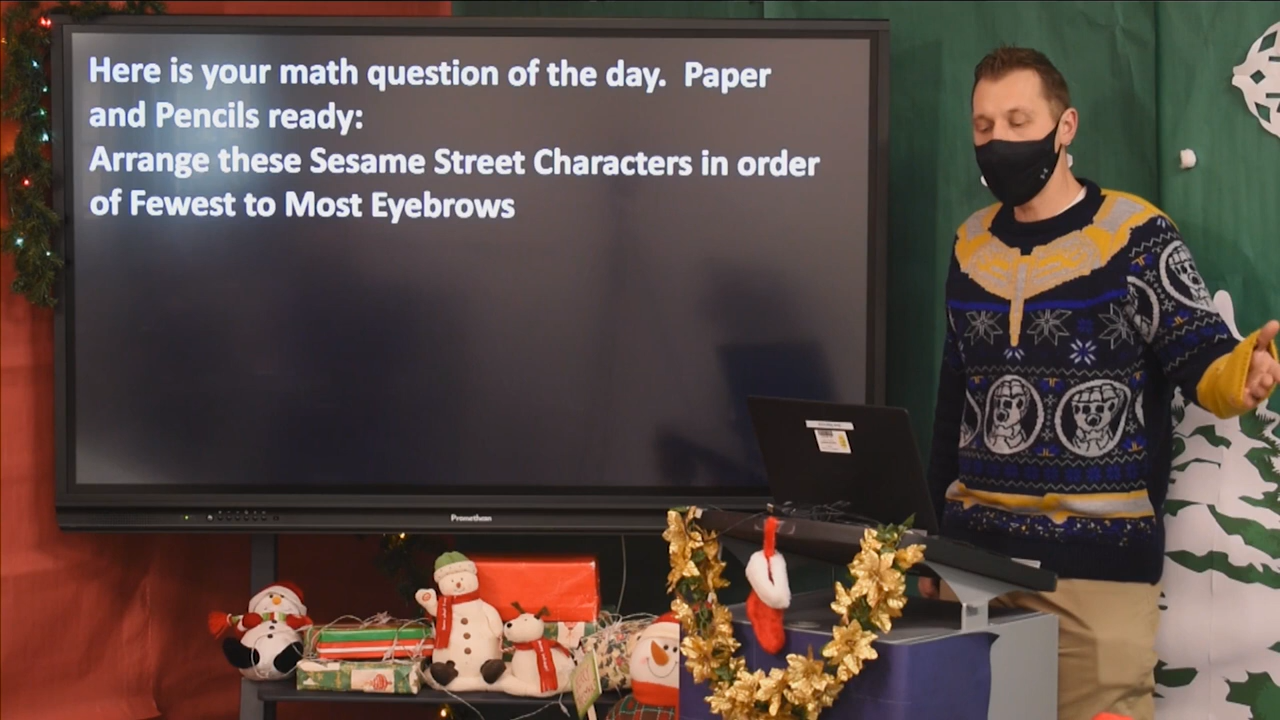 Here is your math question of the day.  Paper
and Pencils ready:
Arrange these Sesame Street Characters in order
of Fewest to Most Eyebrows
Promethean